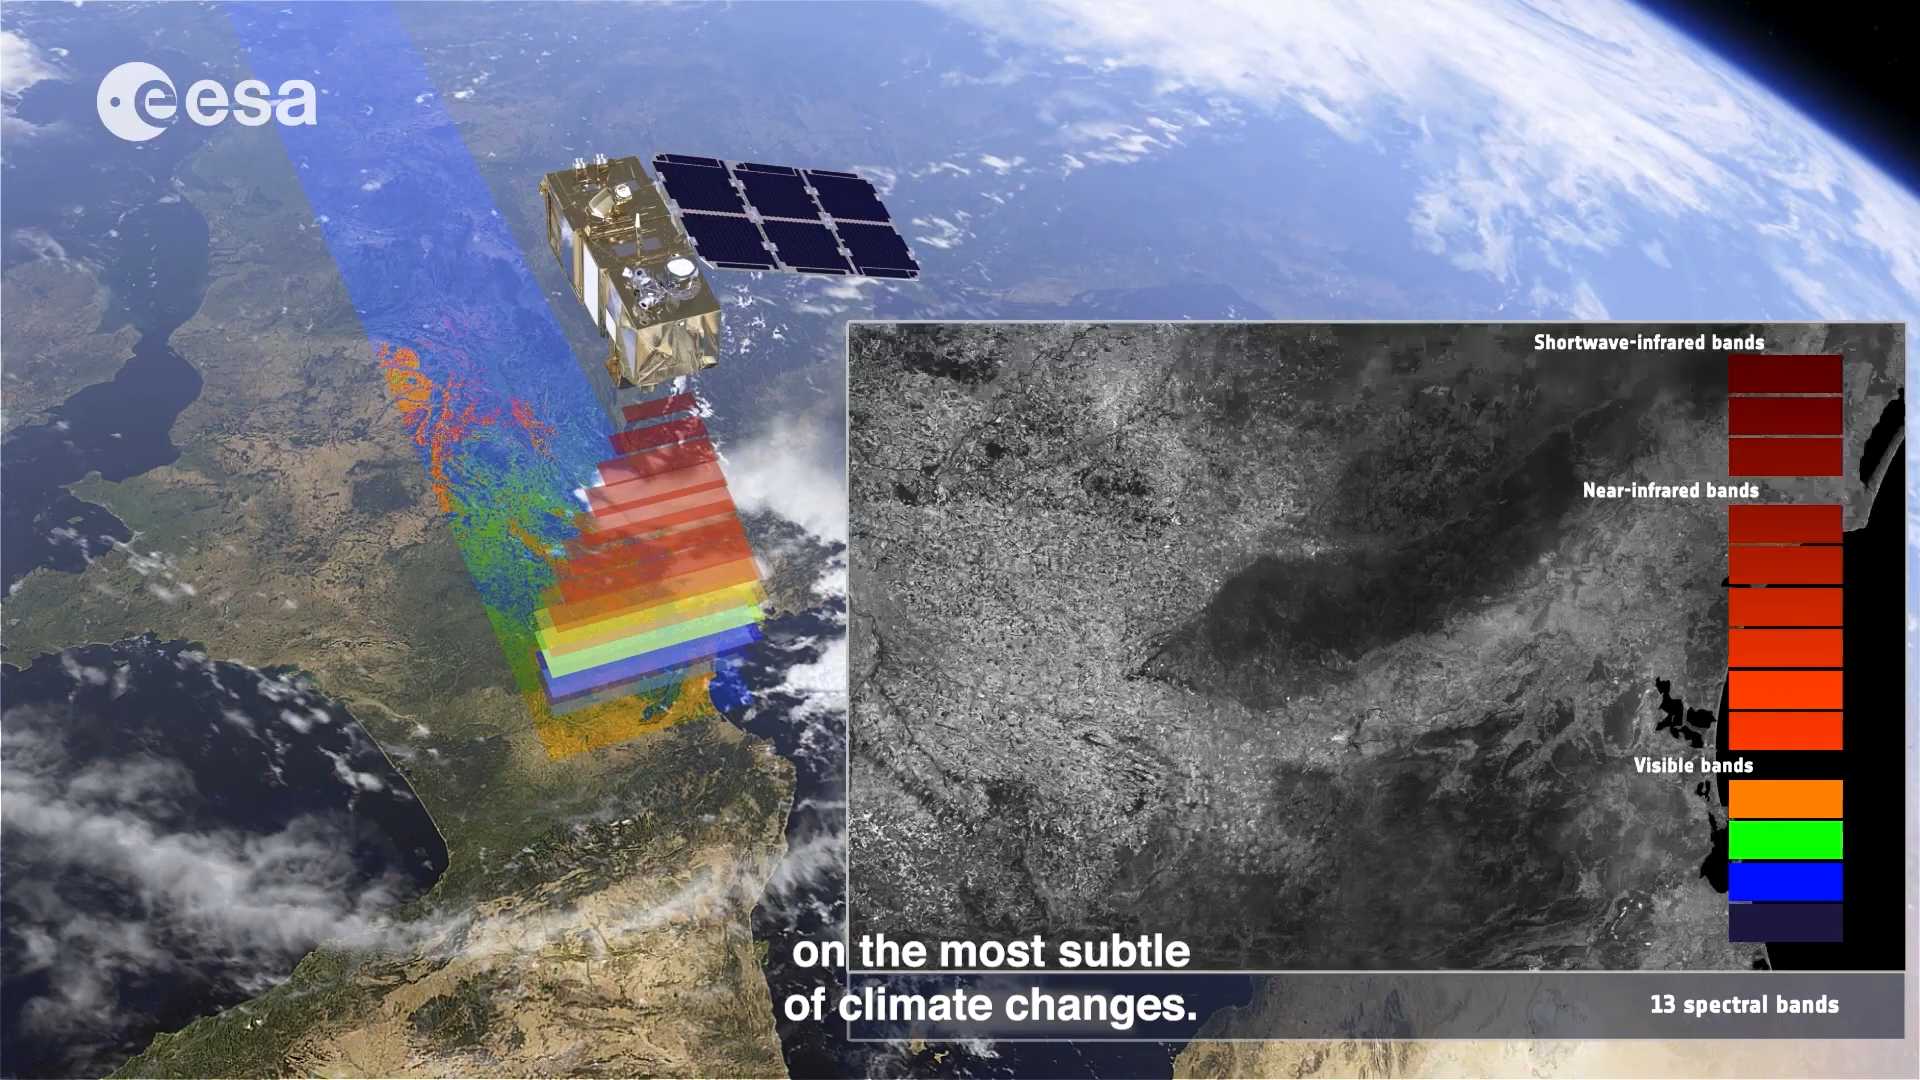 esa
Shortwave-infrared bands
Near-infrared bands
Visible bands
on the most subtle
of climate changes.
13 spectral bands